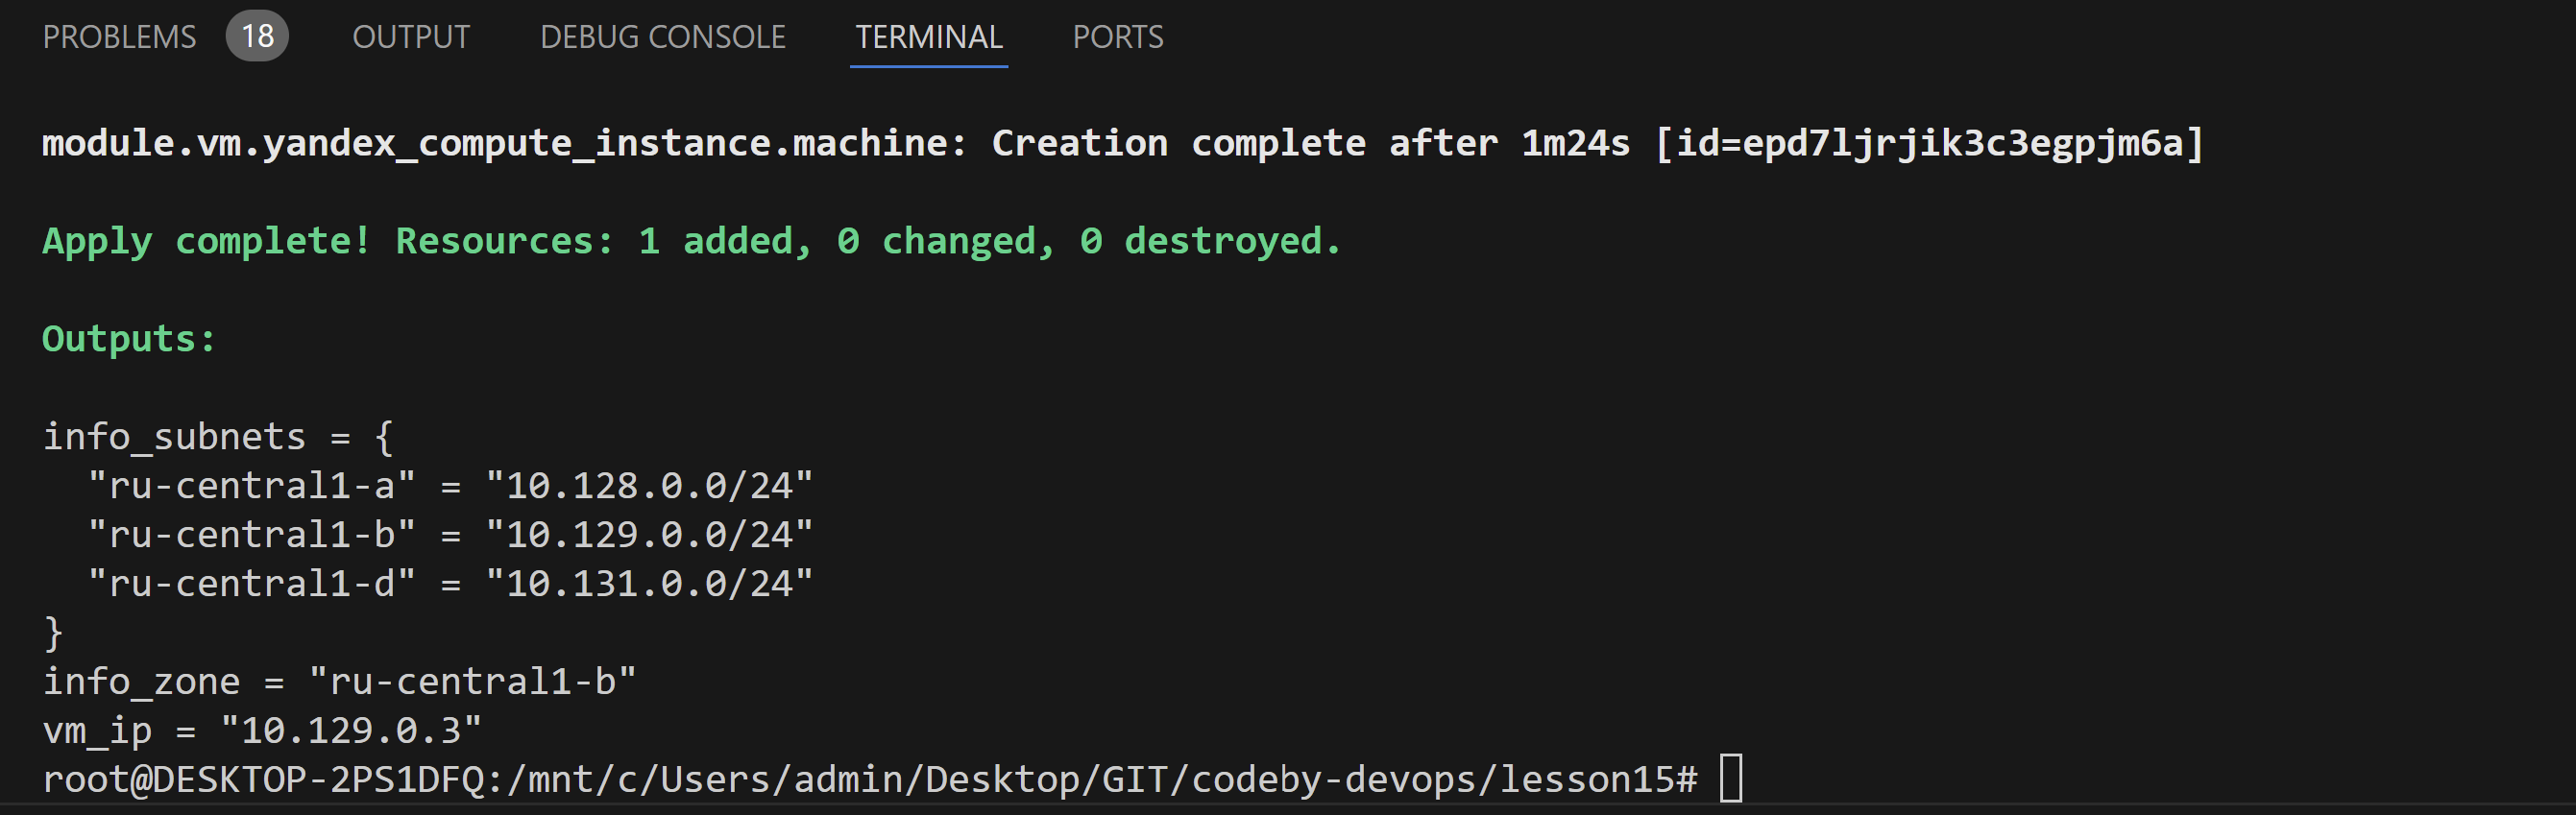 PROBLEMS 18 OUTPUT DEBUG CONSOLE TERMINAL PORTS
module.vm.yandex_compute_instance.machine: Creation complete after 1m24s [id=epd7ljrjik3c3egpjm6a]
Apply complete! Resources: 1 added, 0 changed, 0 destroyed.
Outputs:
info_subnets = {
  "ru-central1-a" = "10.128.0.0/24"
  "ru-central1-b" = "10.129.0.0/24"
  "ru-central1-d" = "10.131.0.0/24"
}
info_zone = "ru-central1-b"
vm_ip = "10.129.0.3"
root@DESKTOP-2PS1DFQ:/mnt/c/Users/admin/Desktop/GIT/codeby-devops/lesson15#